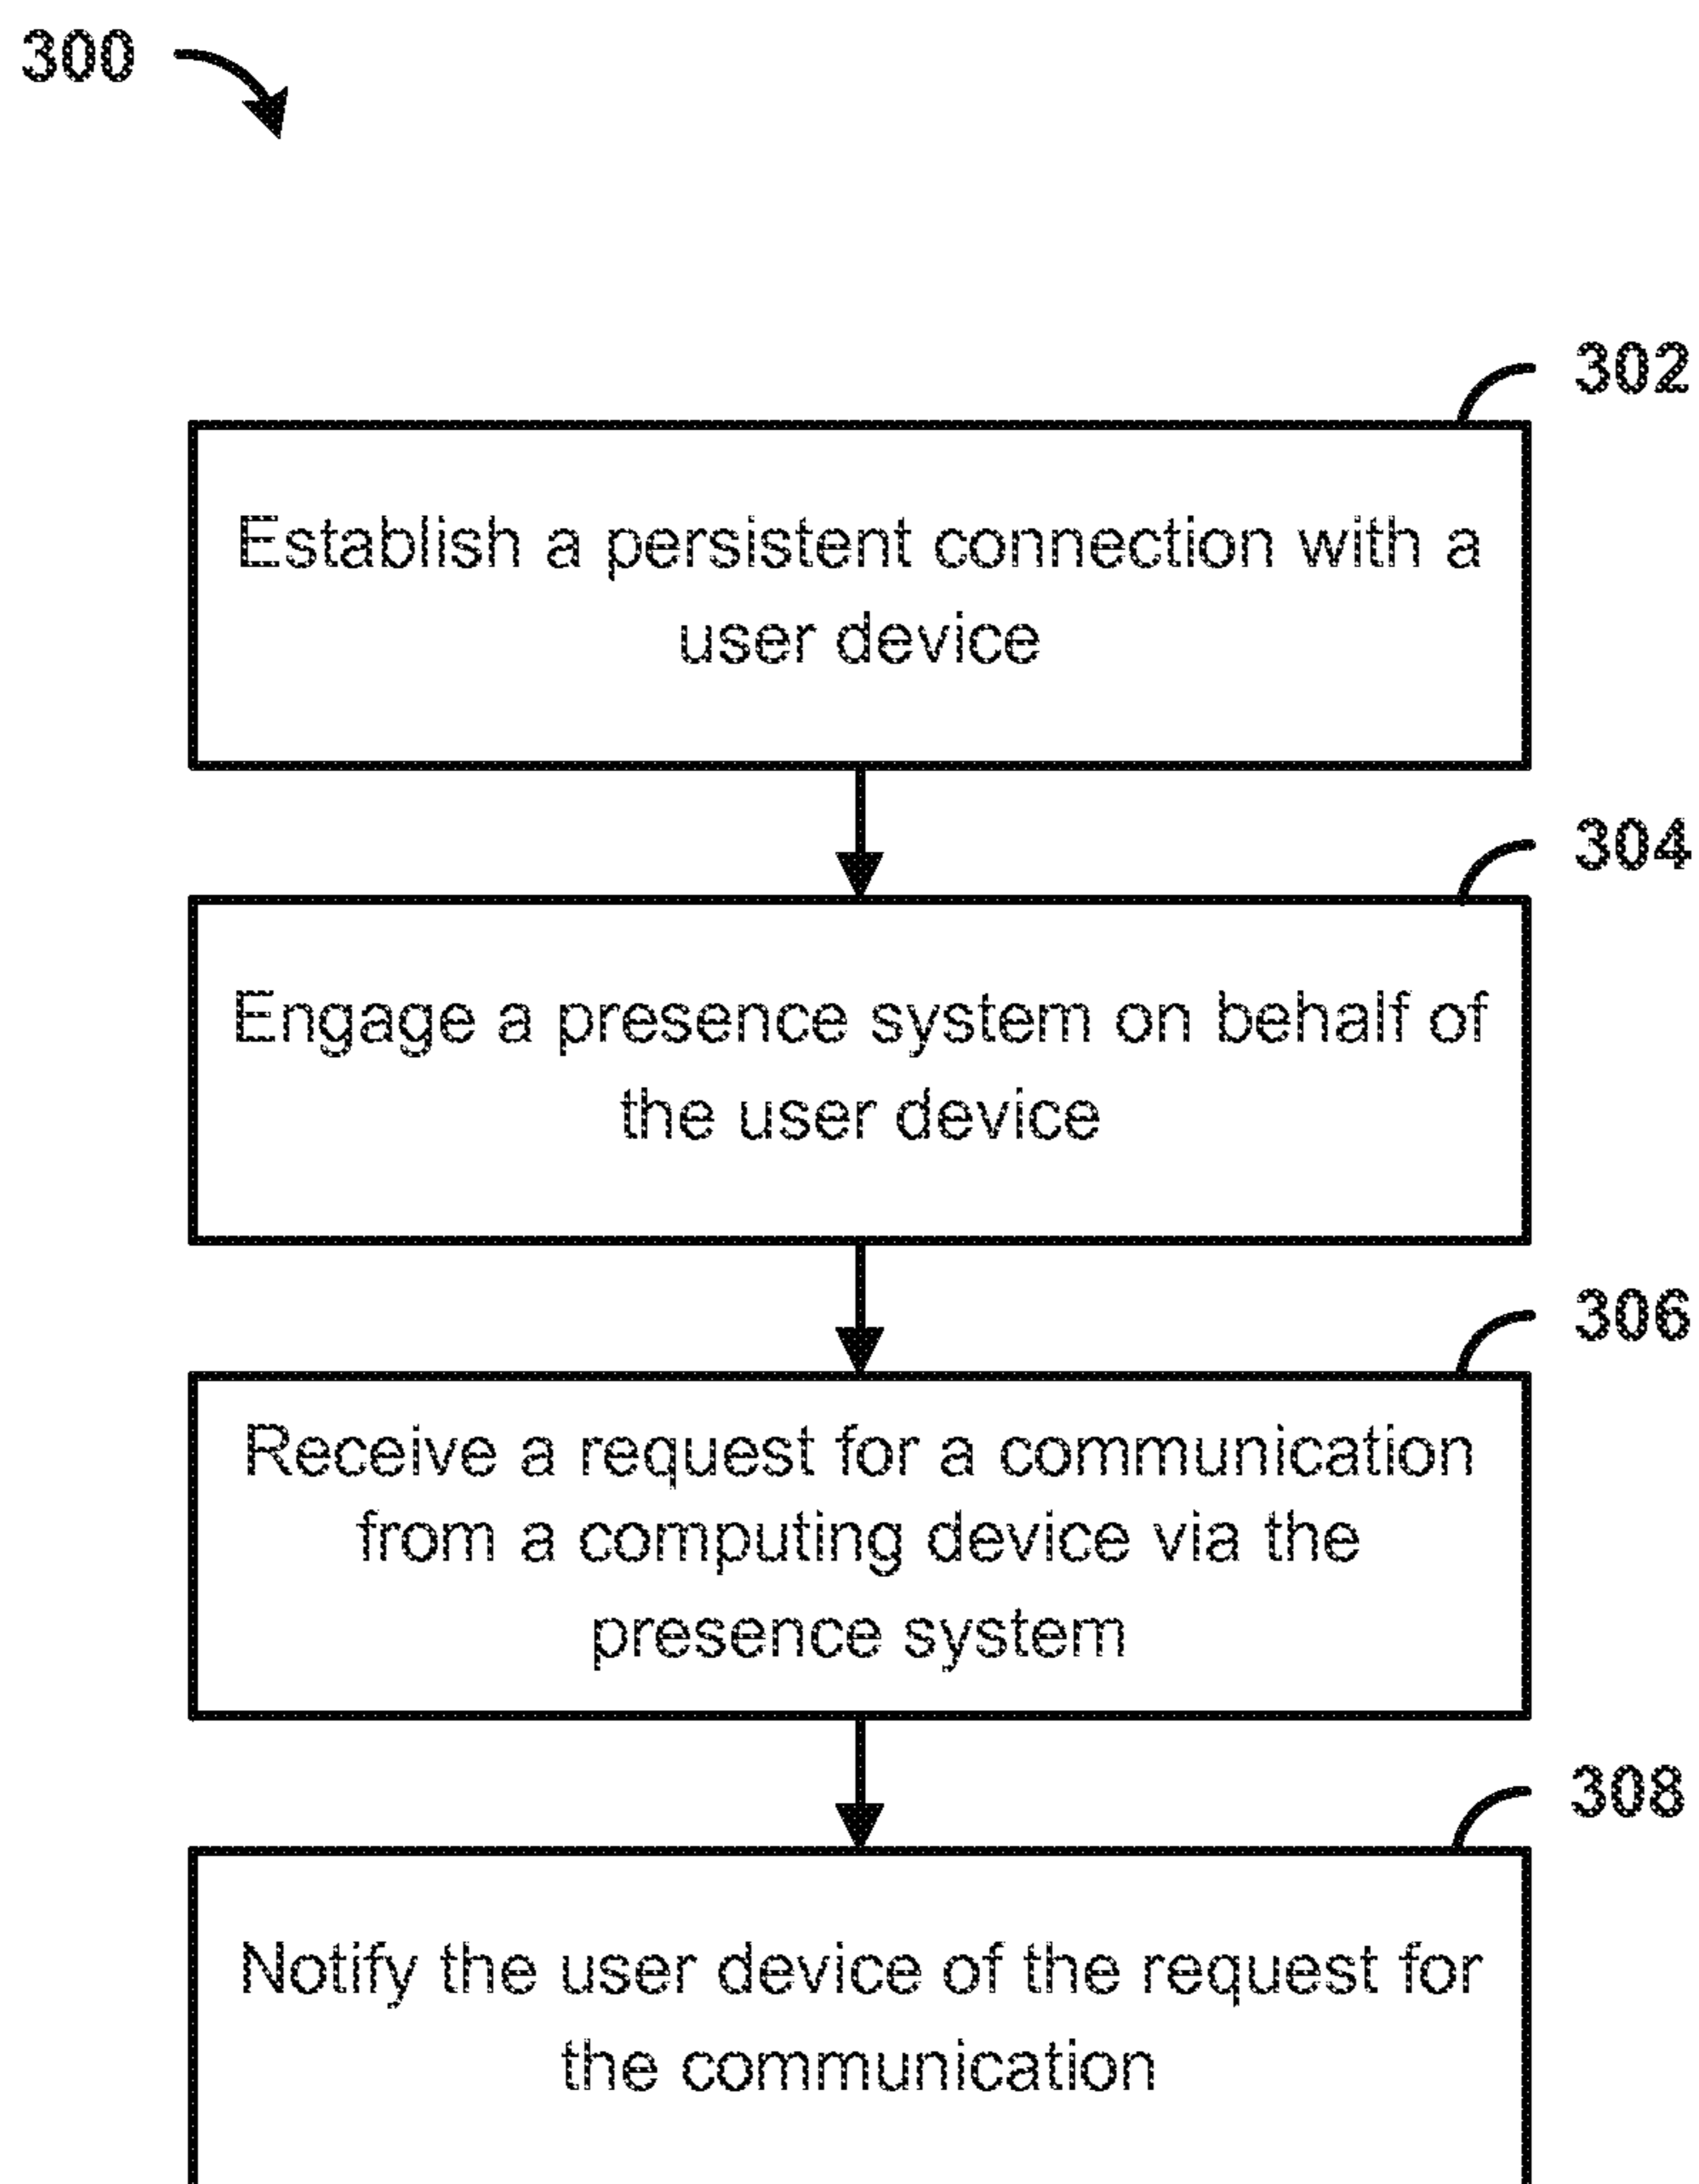 300
302
Establish a persistent connection with a
user device
304
Engage a presence system on behalf of
the user device
306
Receive a request for a communication
from a computing device via the
presence system
308
Notify the user device of the request for
the communication